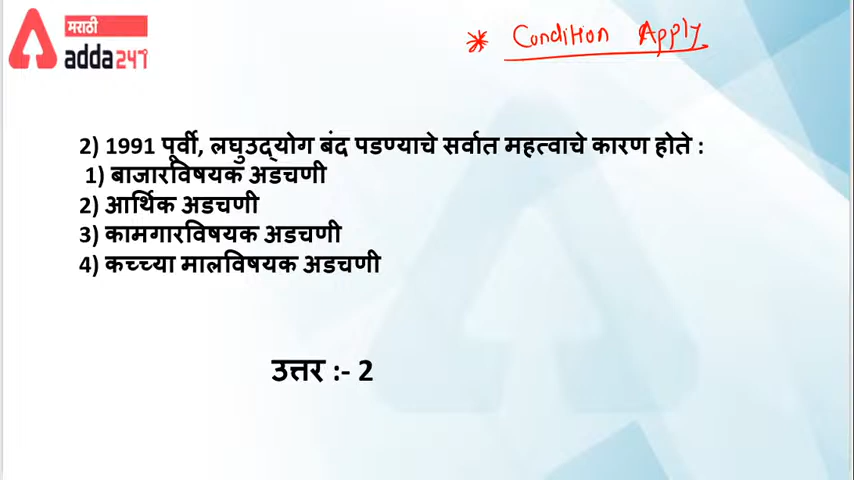 मराठी
adda247
* Condition Apply
2) 1991 पूर्वी, लघुउद्‌योग बंद पडण्याचे सर्वात महत्वाचे कारण होते :
1) बाजारविषयक अडचणी
2) आर्थिक अडचणी
3) कामगारविषयक अडचणी
4) कच्च्या मालविषयक अडचणी
उत्तर :- 2